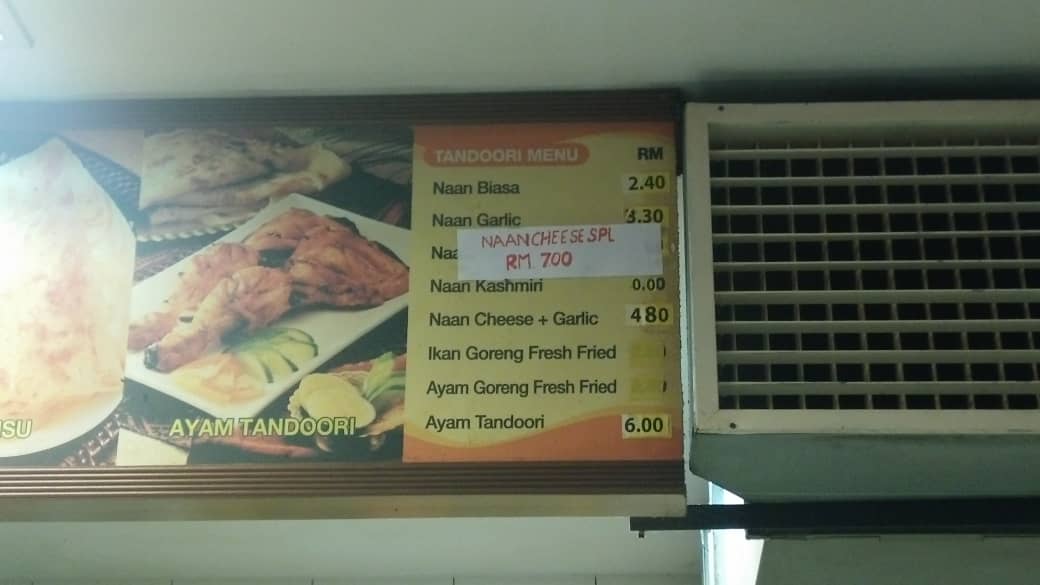 TANDOORI MENU RM
Naan Biasa 2.40
Naan Garlic 3.30
NAAN CHEESE SPL
RM 700
Naan Kashmiri 0.00
Naan Cheese + Garlic 480
Ikan Goreng Fresh Fried
Ayam Goreng Fresh Fried
Ayam Tandoori 6.00
AYAM TANDOORI